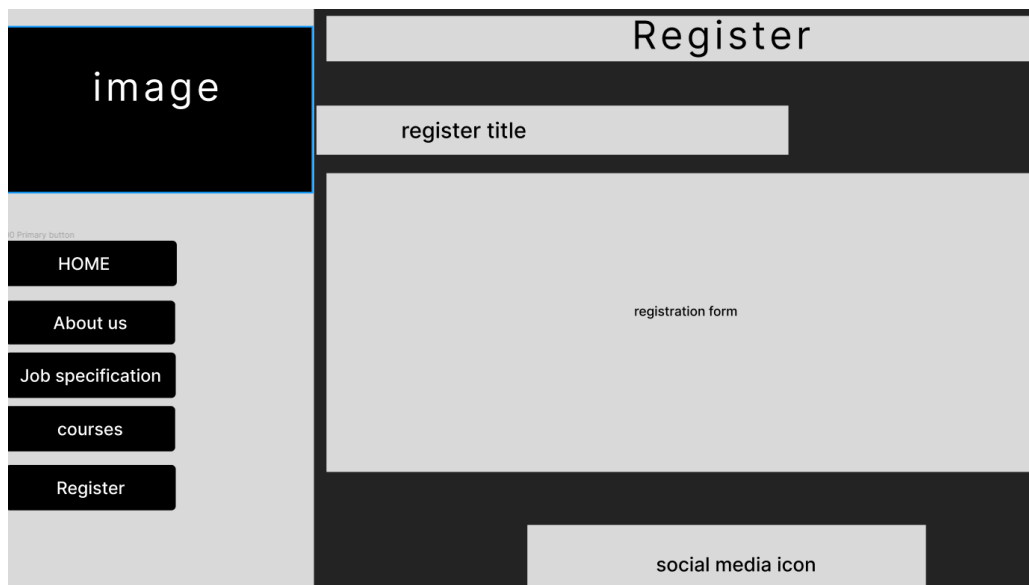 image
Primary button
HOME
About us
Job specification
courses
Register
Register
register title
registration form
social media icon